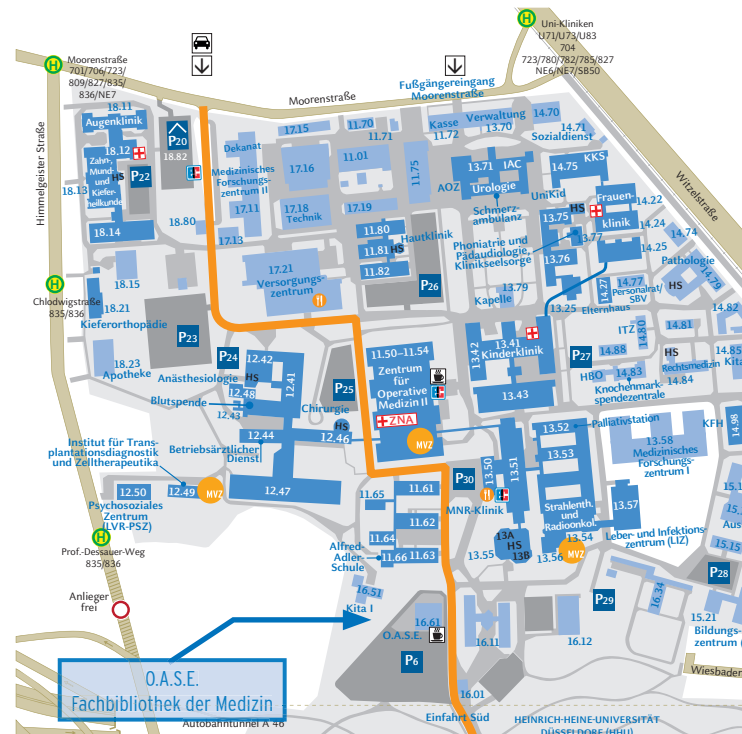 Uni-Kliniken
U71/U73/U83
704
723/780/782/785/827
NE6/NE7/SB50
H
H
Moorenstraße
701/706/723/
809/827/835/
836/NE7
Fußgängereingang
Moorenstraße
Moorenstraße
Himmelgeister Straße
Witzelstraße
18.11
Augenklinik
18.12
Zahn-,
Mund-
und
Kiefer-
heilkunde
HS
18.13
18.14
P22
P20
18.82
18.80
Dekanat
17.15
11.70
11.71
Kasse
11.72
Verwaltung
13.70
14.70
14.71
Sozialdienst
Medizinisches
Forschungs-
zentrum II
17.16
11.01
11.75
13.71
IAC
AOZ
Urologie
14.75
KKS
17.11
17.18
Technik
17.19
17.13
Schmerz-
ambulanz
UniKid
Frauen-
klinik
14.22
14.24
14.25
14.74
HS
13.75
13.77
13.76
11.80
Hautklinik
11.81
HS
11.82
Phoniatrie und
Pädaudiologie,
Klinikseelsorge
Pathologie
HS
14.79
17.21
Versorgungs-
zentrum
P26
13.79
Kapelle
14.27
14.77
Personalrat/
SBV
13.25
Elternhaus
18.15
H
Chlodwigstraße
835/836
18.21
Kieferorthopädie
P23
18.23
Apotheke
P24
12.42
12.41
Anästhesiologie
HS
12.48
Blutspende
12.43
P25
Chirurgie
HS
12.44
12.46
11.50–11.54
Zentrum
für
Operative
Medizin II
ZNA
MVZ
13.42
13.41
Kinderklinik
13.43
P27
ITZ
14.80
14.81
14.82
14.88
HBO
14.83
Knochenmark-
spendezentrale
HS
Rechtsmedizin
14.84
14.85
Kita
Institut für Trans-
plantationsdiagnostik
und Zelltherapeutika
Betriebsärztlicher
Dienst
12.47
12.50
12.49
MVZ
Psychosoziales
Zentrum
(LVR-PSZ)
13.52
Palliativstation
13.53
13.58
Medizinisches
Forschungs-
zentrum I
KFH
14.98
P30
13.50
13.51
MNR-Klinik
11.61
11.65
11.62
11.64
11.66
11.63
Alfred-
Adler-
Schule
13A
HS
13B
13.55
Strahlenth.
und
Radioonkol.
13.54
13.56
MVZ
13.57
Leber- und Infektions-
zentrum (LIZ)
15.1
Aus
15.15
P28
H
Prof.-Dessauer-Weg
835/836
Anlieger
frei
16.51
Kita I
16.61
O.A.S.E.
P6
16.11
16.12
P29
16.34
15.21
Bildungs-
zentrum (
Wiesbaden
16.01
Einfahrt Süd
O.A.S.E.
Fachbibliothek der Medizin
Autobahntunnel A 46
HEINRICH-HEINE-UNIVERSITÄT
DÜSSELDORF (HHU)